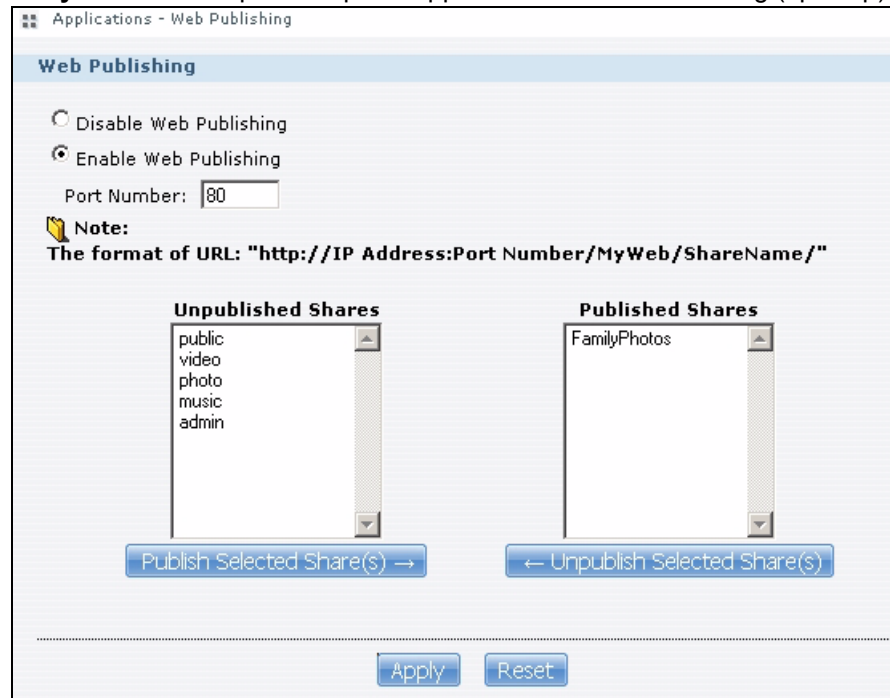 Applications - Web Publishing
Web Publishing
Disable Web Publishing
Enable Web Publishing
Port Number: 80
Note:
The format of URL: "http://IP Address:Port Number/MyWeb/ShareName/"
Unpublished Shares
public
video
photo
music
admin
Publish Selected Share(s) →
Published Shares
FamilyPhotos
← Unpublish Selected Share(s)
Apply
Reset